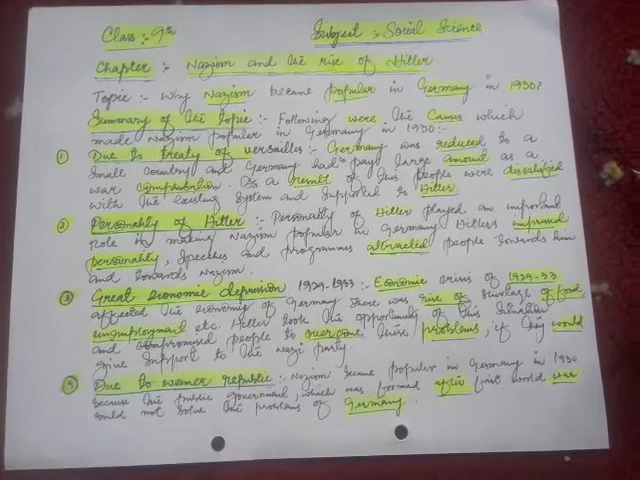 Class :- 9th Subject :- Social Science
Chapter :- Nazism and the rise of Hitler
Topic :- Why Nazism became popular in Germany in 1930?
Summary of the topic :- Following were the causes which
made Nazism popular in Germany in 1930:-
① Due to treaty of versailles :- Germany was reduced to a
small country and Germany had to pay large amount as a
war . As a result of this people were dissatisfied
with the existing system and supported to Hitler.
② Personality of Hitler :- Personality of Hitler played an important
role in making Nazism popular in Germany Hitler's
personality, speeches and programmes attracted people towards him
and towards Nazism.
③ Great economic depression 1929-1933 :- Economic crisis of 1929-33
affected the economy of Germany. There was rise of shortage of food,
unemployment etc. Hitler took the opportunity of this situation
and people to overcome these problems, if they would
give support to the Nazi party.
Due to weimer republic :- Nazism became popular in Germany in 1930
because the public government, which was formed after first world war
could not solve the problems of Germany.